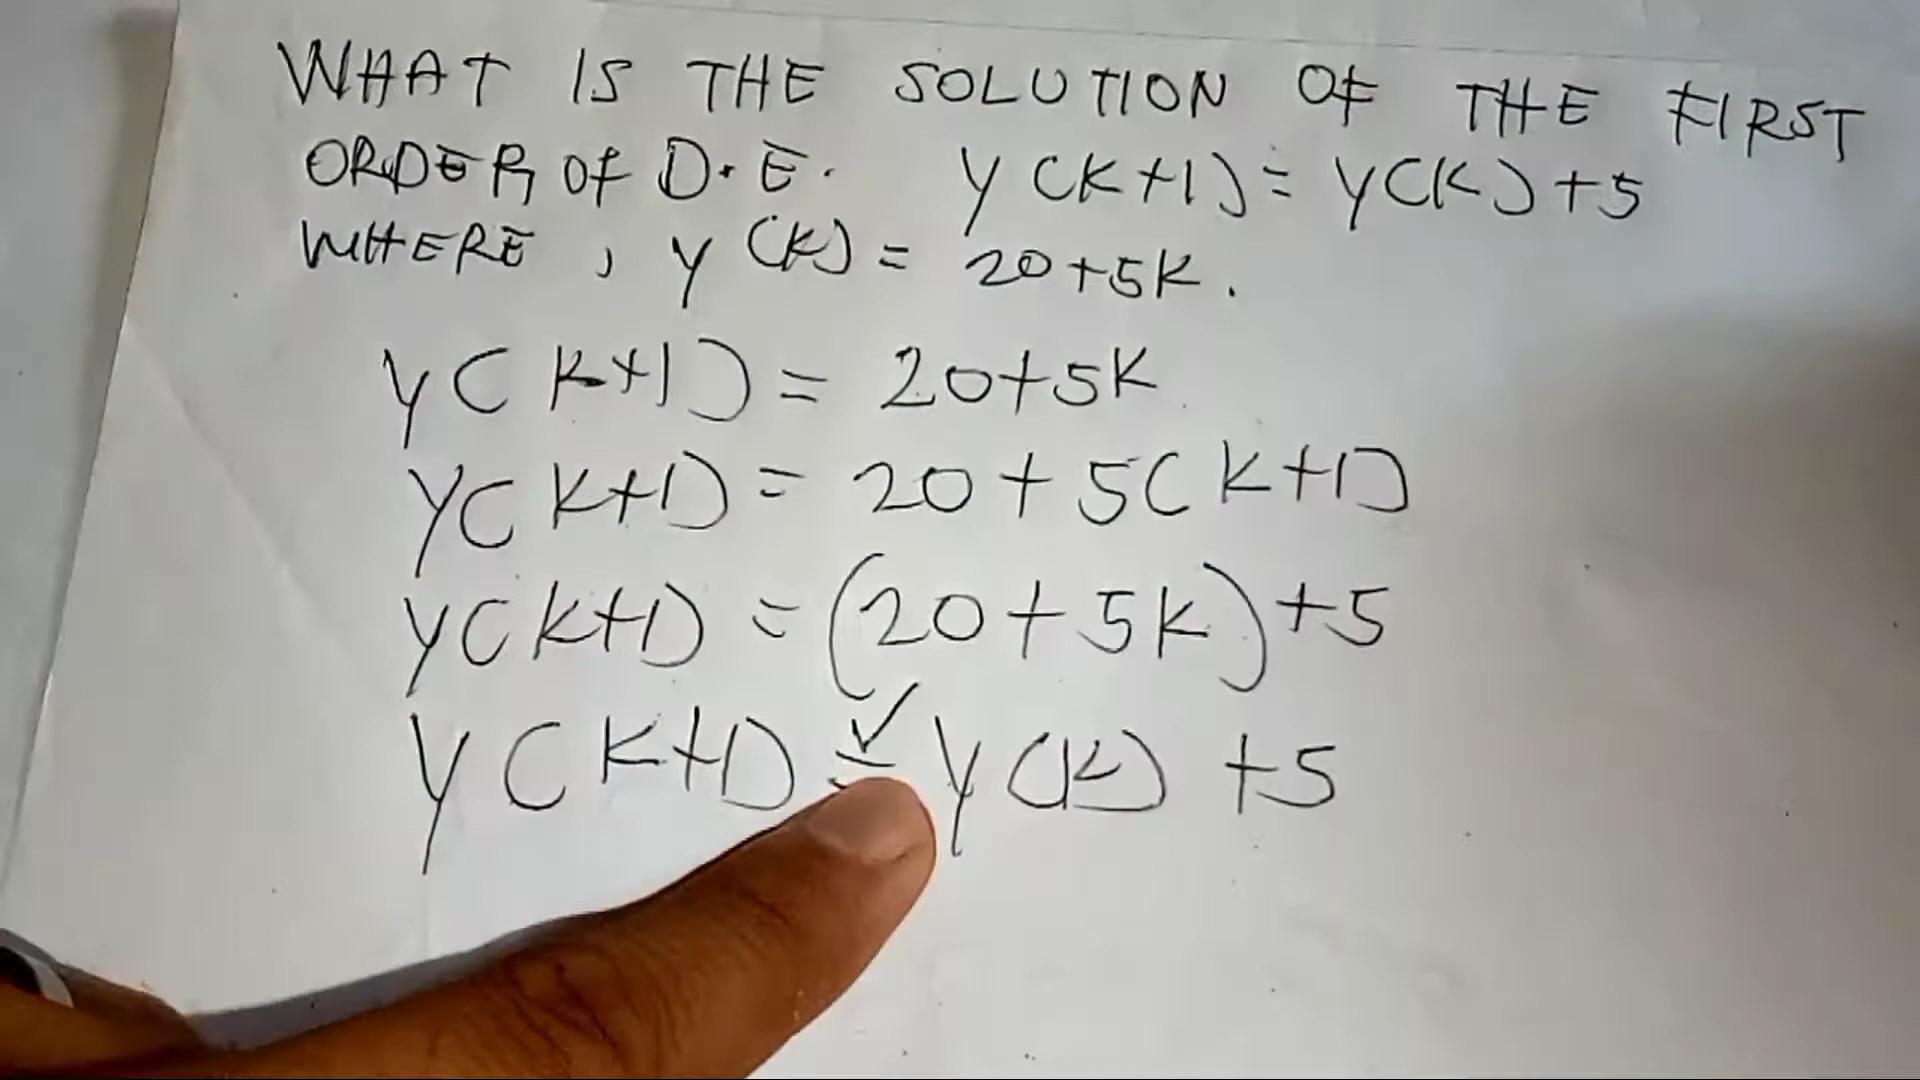 WHAT IS THE SOLUTION OF THE FIRST
ORDER OF D.E. Y(K+1) = Y(K)+5
WHERE, Y(K) = 20+5K.
Y(K+1) = 20+5K
Y(K+1) = 20+5(K+1)
Y(K+1) = (20+5K)+5
Y(K+1) = ✓ Y(K) +5